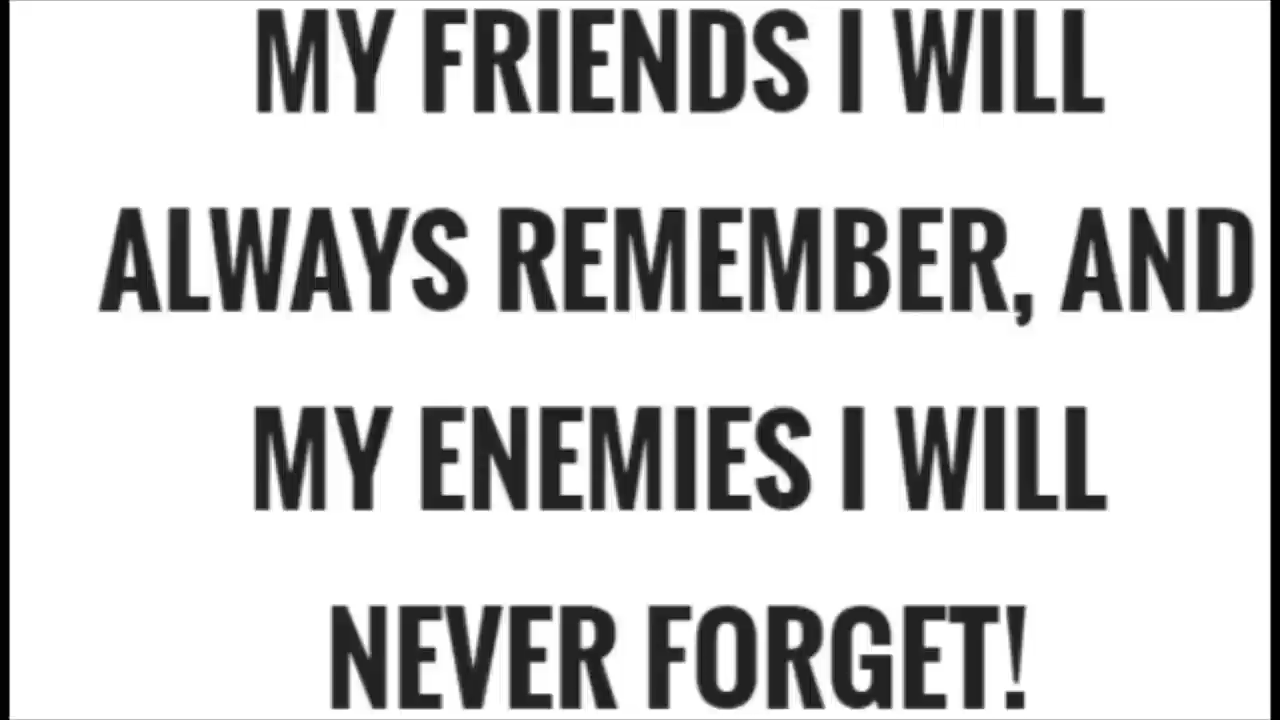 MY FRIENDS I WILL
ALWAYS REMEMBER, AND
MY ENEMIES I WILL
NEVER FORGET!